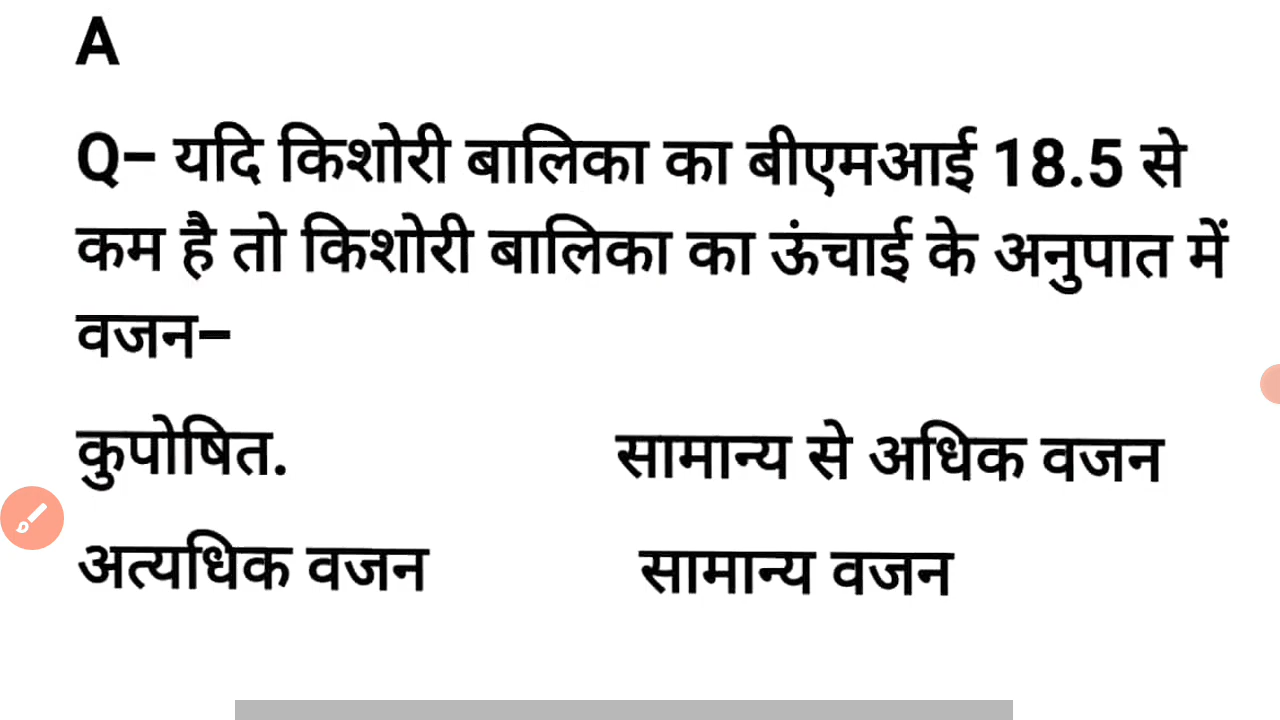 A
Q– यदि किशोरी बालिका का बीएमआई 18.5 से
कम है तो किशोरी बालिका का ऊंचाई के अनुपात में
वजन–
कुपोषित. सामान्य से अधिक वजन
अत्यधिक वजन सामान्य वजन